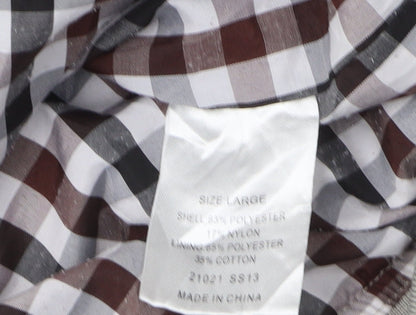 SIZE LARGE
SHELL:83% POLYESTER
17% NYLON
LINING:65% POLYESTER
35% COTTON
21021 SS13
MADE IN CHINA